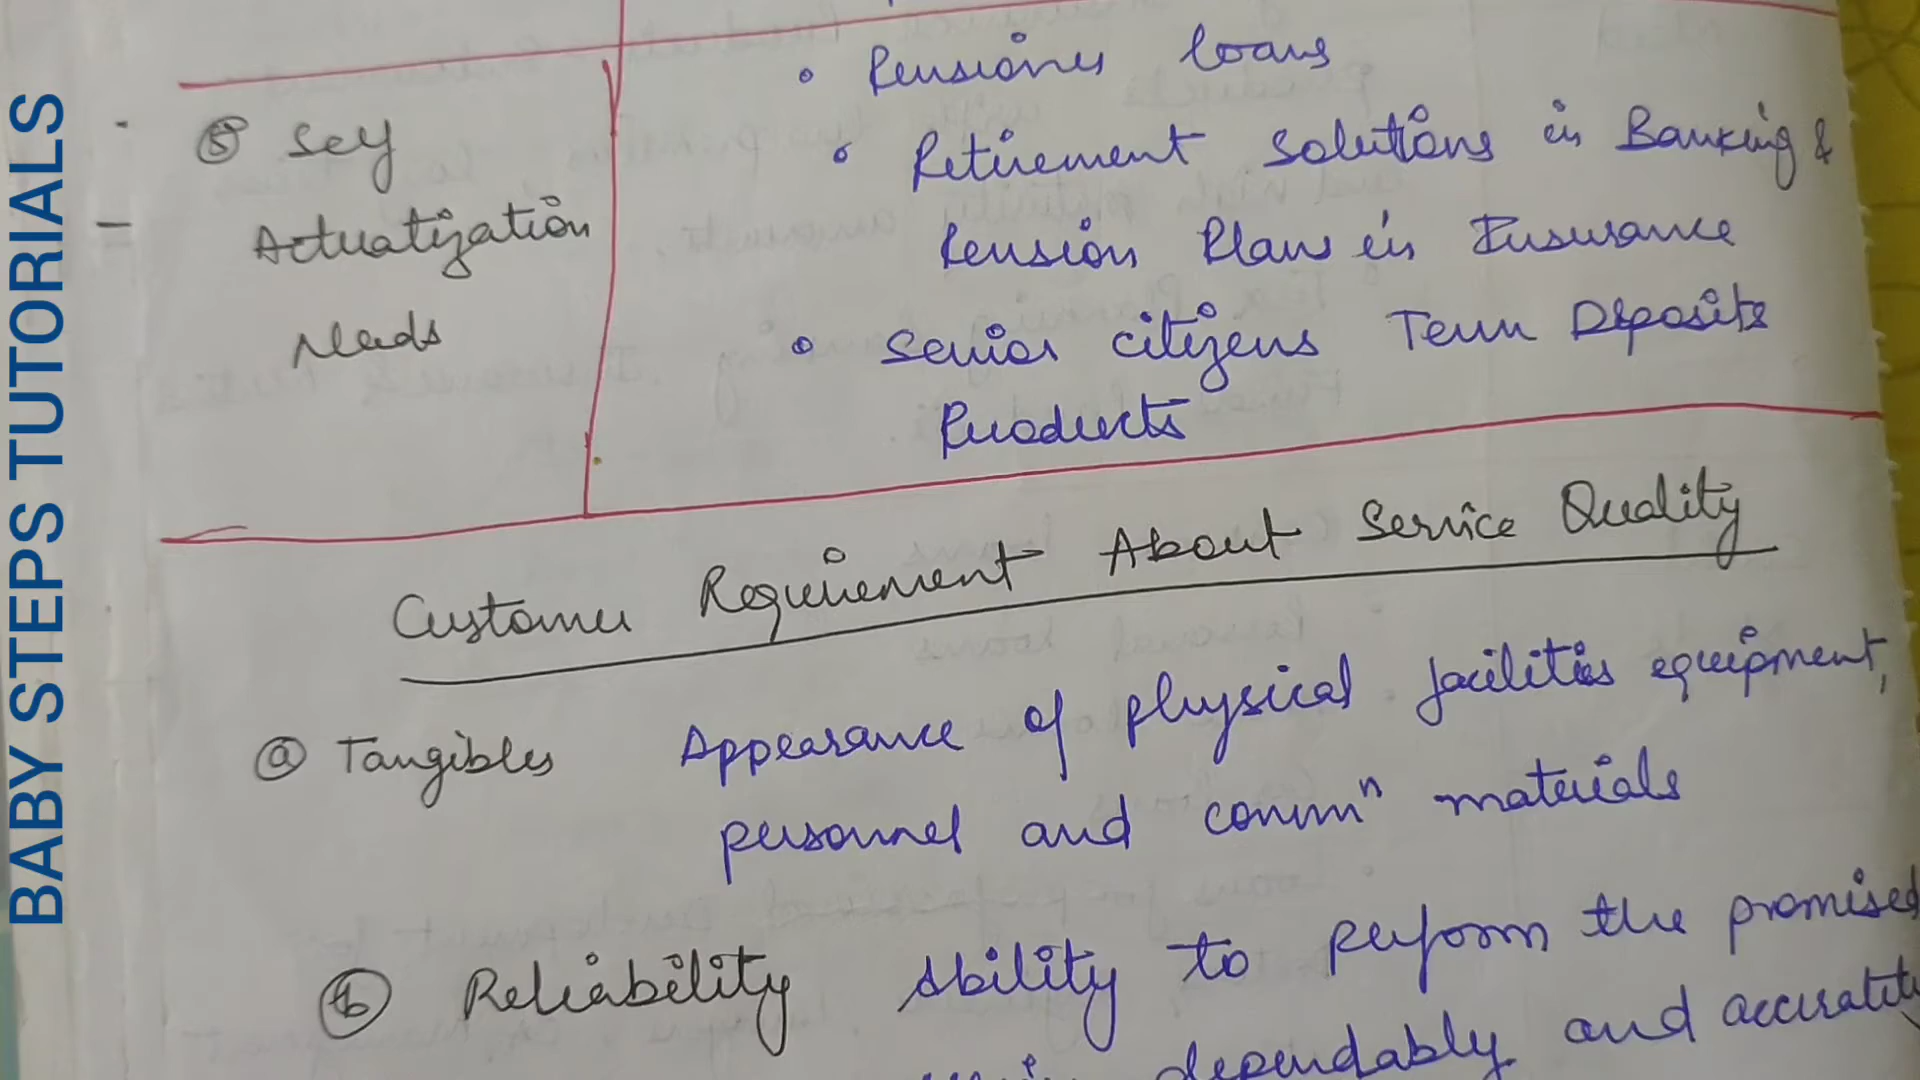 BABY STEPS TUTORIALS
• Pensioners loans
⑤ Self
Actualization
Needs
• Retirement Solutions in Banking &
Pension Plans in Insurance
• Senior citizens Term Deposits
Products
Customer Requirement About Service Quality
ⓐ Tangibles Appearance of physical facilities equipment,
personnel and commⁿ materials
ⓑ Reliability Ability to perform the promised
dependably and accurately